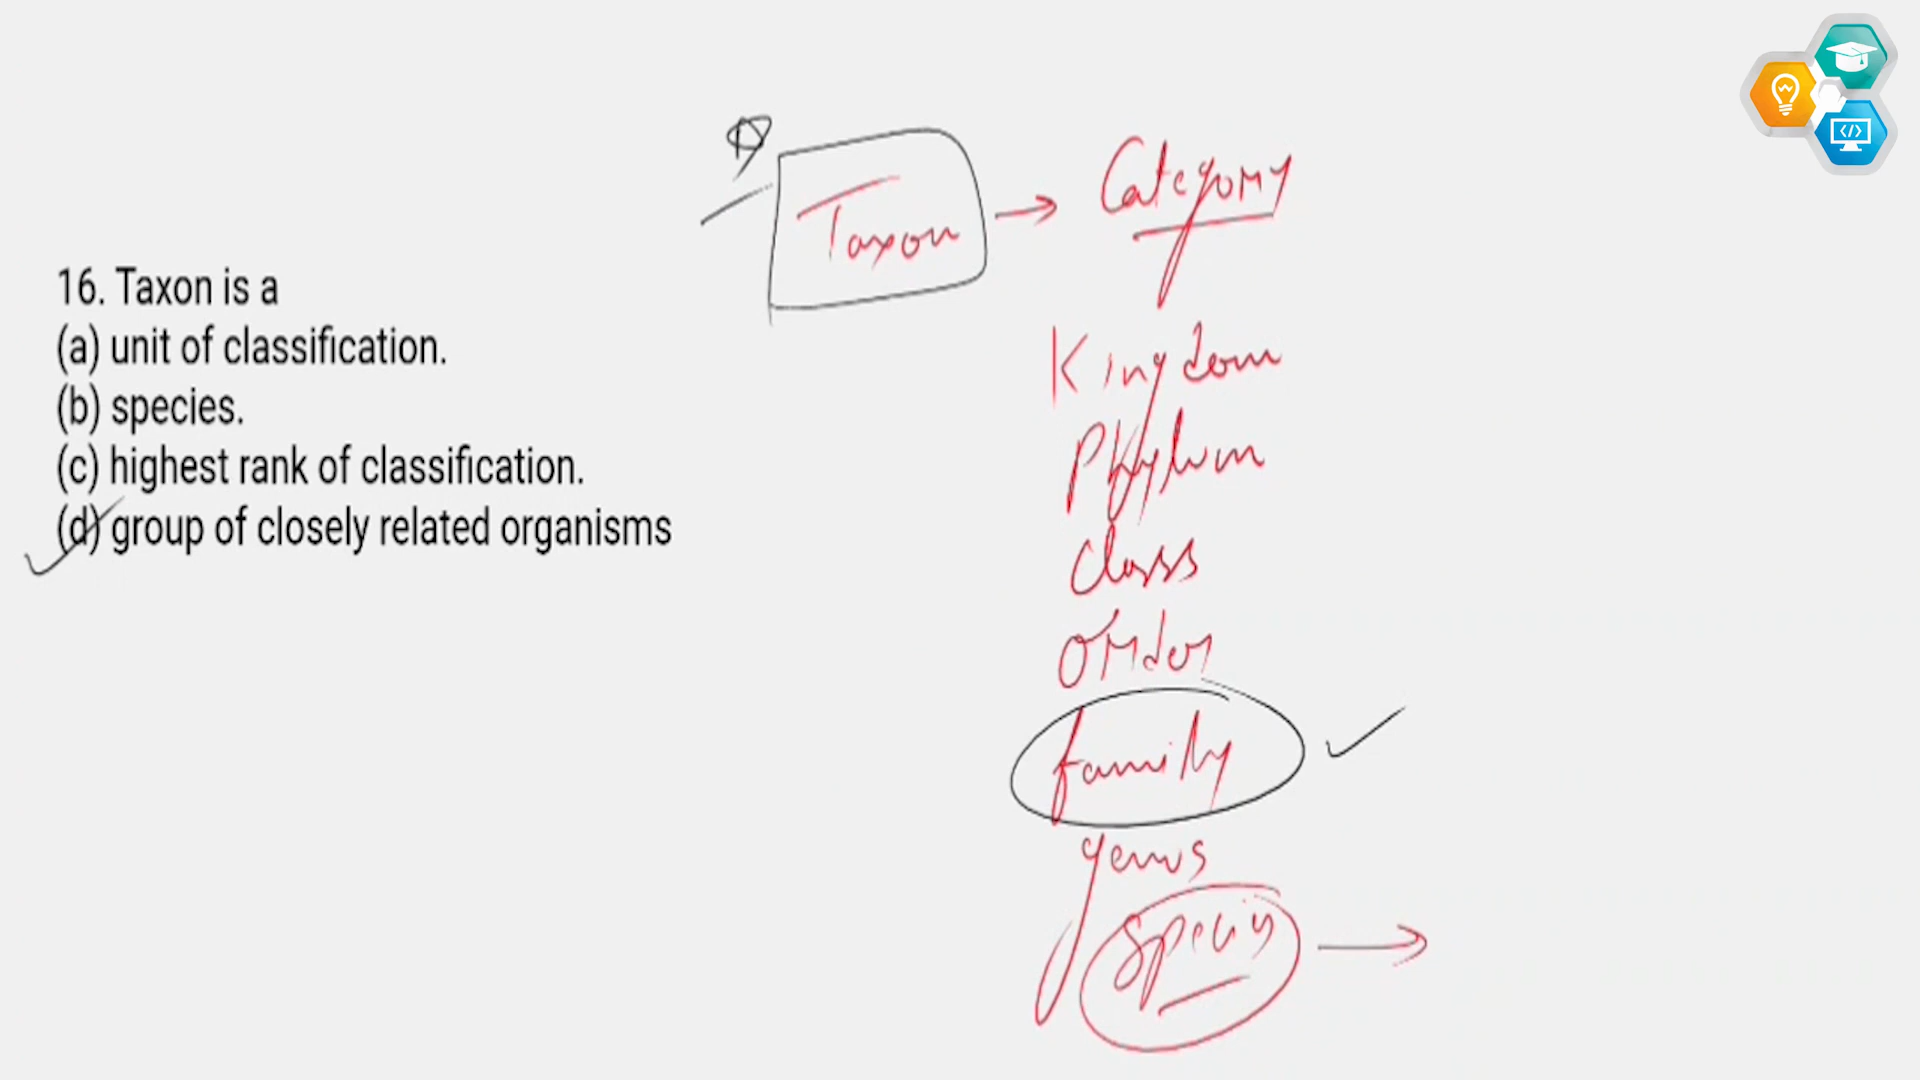 16. Taxon is a
(a) unit of classification.
(b) species.
(c) highest rank of classification.
(d) group of closely related organisms
Taxon → Category
Kingdom
Phylum
Class
Order
family
genus
Species →